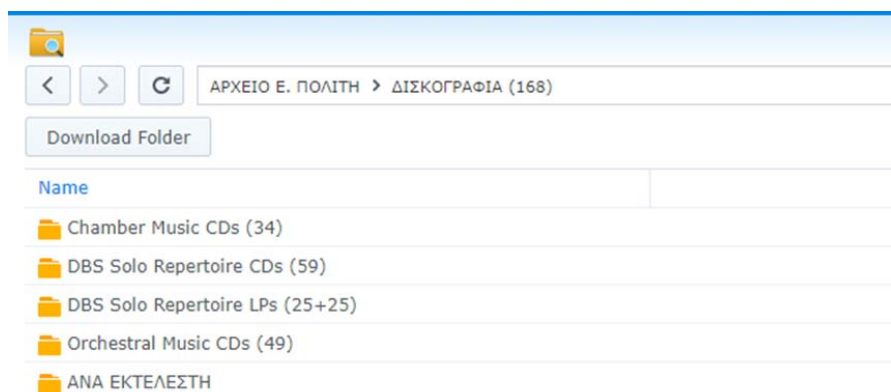 ΑΡΧΕΙΟ Ε. ΠΟΛΙΤΗ > ΔΙΣΚΟΓΡΑΦΙΑ (168)
Download Folder
Name
Chamber Music CDs (34)
DBS Solo Repertoire CDs (59)
DBS Solo Repertoire LPs (25+25)
Orchestral Music CDs (49)
ΑΝΑ ΕΚΤΕΛΕΣΤΗ